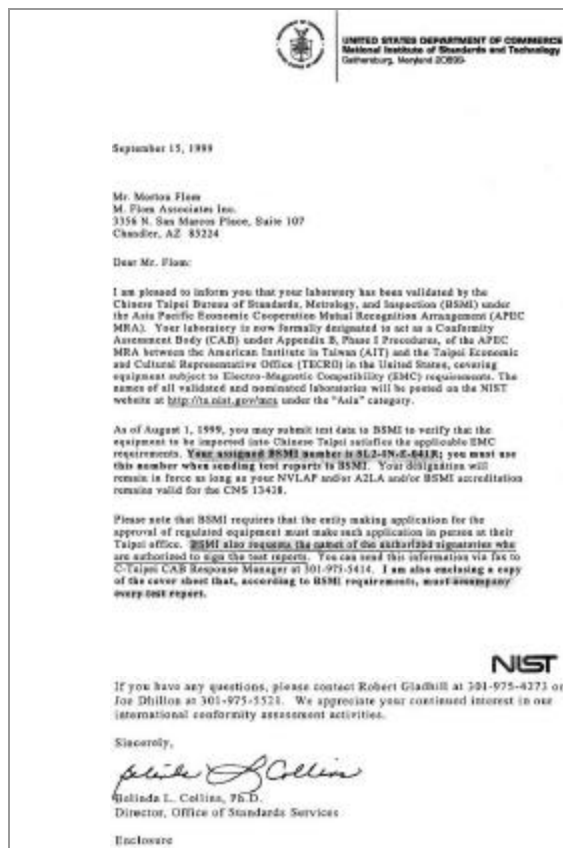 UNITED STATES DEPARTMENT OF COMMERCE
National Institute of Standards and Technology
Gaithersburg, Maryland 20899-
September 15, 1999
Mr. Morton Flom
M. Flom Associates Inc.
3356 N. San Marcos Place, Suite 107
Chandler, AZ 85224
Dear Mr. Flom:
I am pleased to inform you that your laboratory has been validated by the
Chinese Taipei Bureau of Standards, Metrology, and Inspection (BSMI) under
the Asia Pacific Economic Cooperation Mutual Recognition Arrangement (APEC
MRA). Your laboratory is now formally designated to act as a Conformity
Assessment Body (CAB) under Appendix B, Phase I Procedures, of the APEC
MRA between the American Institute in Taiwan (AIT) and the Taipei Economic
and Cultural Representative Office (TECRO) in the United States, covering
equipment subject to Electro-Magnetic Compatibility (EMC) requirements. The
names of all validated and nominated laboratories will be posted on the NIST
website at http://ts.nist.gov/mra under the "Asia" category.
As of August 1, 1999, you may submit test data to BSMI to verify that the
equipment to be imported into Chinese Taipei satisfies the applicable EMC
requirements. Your assigned BSMI number is SL2-IN-E-041R; you must use
this number when sending test reports to BSMI. Your designation will
remain in force as long as your NVLAP and/or A2LA and/or BSMI accreditation
remains valid for the CNS 13438.
Please note that BSMI requires that the entity making application for the
approval of regulated equipment must make such application in person at their
Taipei office. BSMI also requests the names of the authorized signatories who
are authorized to sign the test reports. You can send this information via fax to
C-Taipei CAB Response Manager at 301-975-5414. I am also enclosing a copy
of the cover sheet that, according to BSMI requirements, must accompany
every test report.
NIST
If you have any questions, please contact Robert Gladhill at 301-975-4273 or
Joe Dhillon at 301-975-5521. We appreciate your continued interest in our
international conformity assessment activities.
Sincerely,
Belinda L. Collins
Belinda L. Collins, Ph.D.
Director, Office of Standards Services
Enclosure